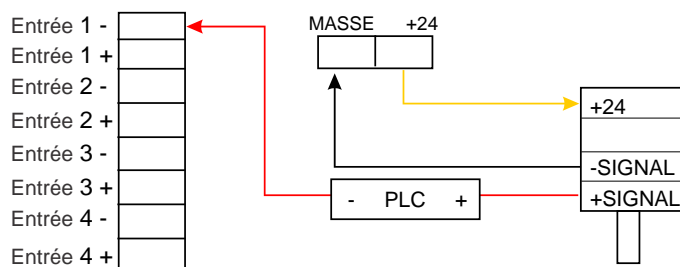 Entrée 1 -
Entrée 1 +
Entrée 2 -
Entrée 2 +
Entrée 3 -
Entrée 3 +
Entrée 4 -
Entrée 4 +
MASSE +24
+24
-SIGNAL
+SIGNAL
- PLC +